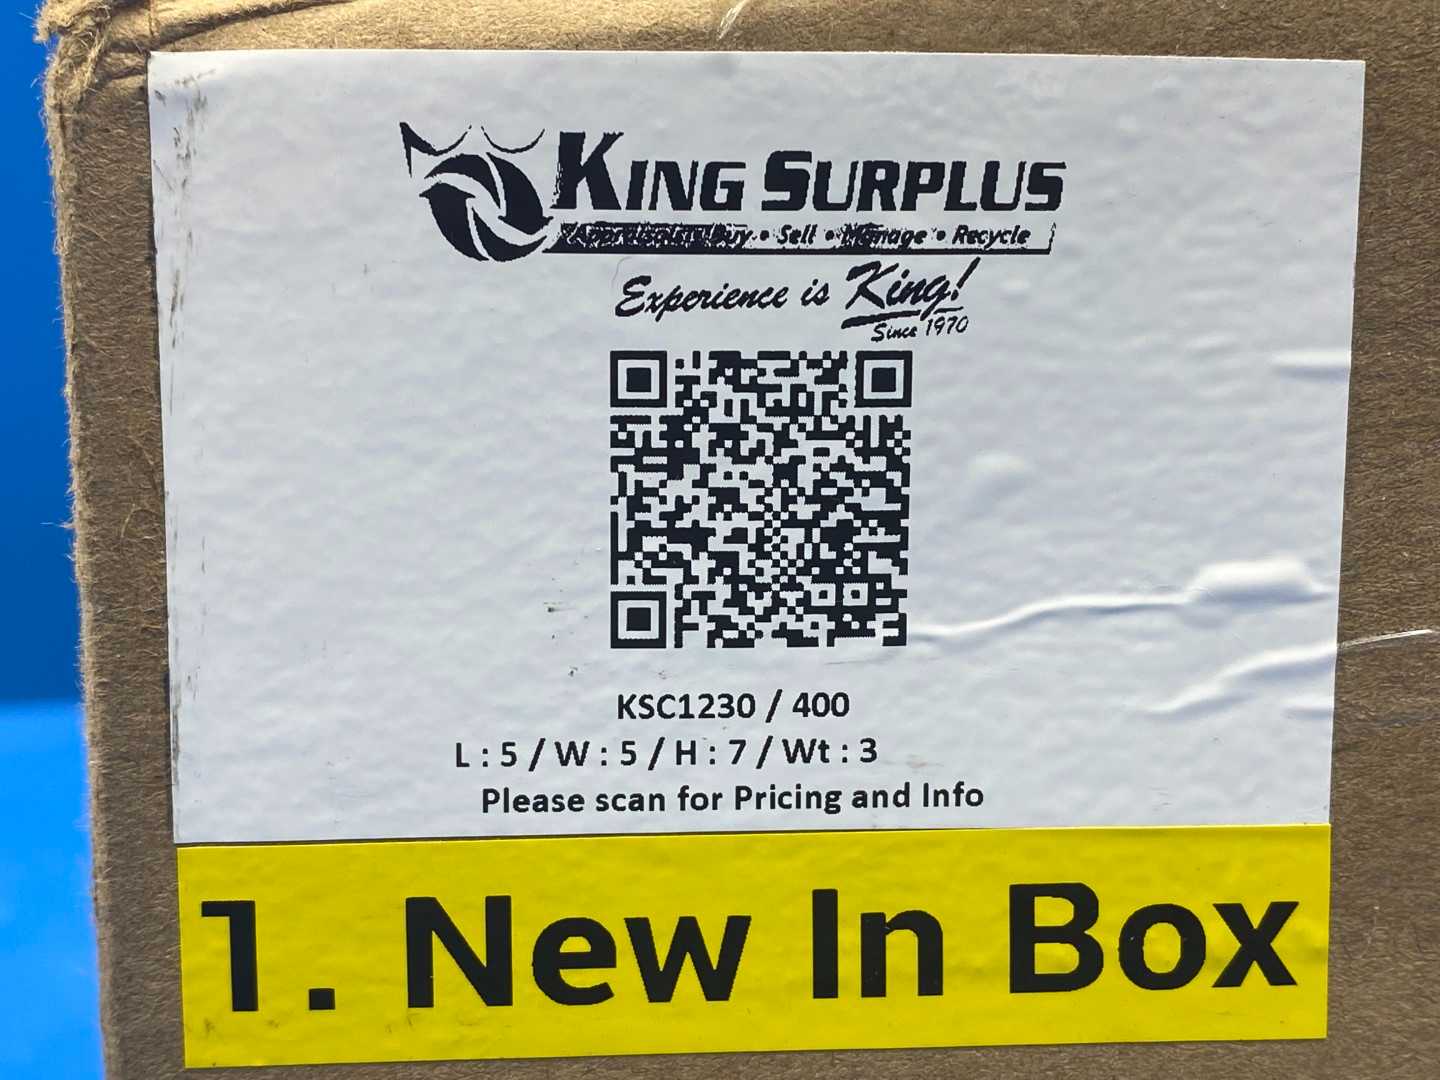 KING SURPLUS
Appraisals • Buy • Sell • Manage • Recycle
Experience is King!
Since 1970
KSC1230 / 400
L : 5 / W : 5 / H : 7 / Wt : 3
Please scan for Pricing and Info
1. New In Box